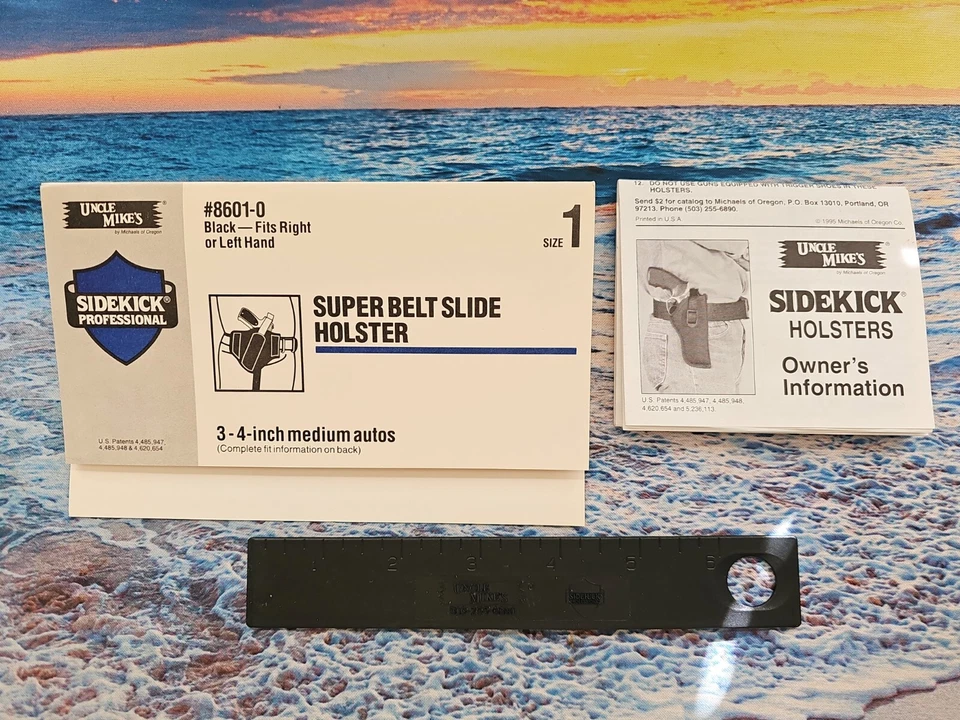 UNCLE
MIKE'S®
by Michaels of Oregon
SIDEKICK®
PROFESSIONAL
U.S. Patents 4,485,947,
4,485,948 & 4,620,654
#8601-0
Black — Fits Right
or Left Hand
SIZE 1
SUPER BELT SLIDE
HOLSTER
3-4-inch medium autos
(Complete fit information on back)
12. DO NOT USE GUNS EQUIPPED WITH TRIGGER SHOES IN THESE
HOLSTERS.
Send $2 for catalog to Michaels of Oregon, P.O. Box 13010, Portland, OR
97213. Phone (503) 255-6890.
Printed in U.S.A.
© 1995 Michaels of Oregon Co.
UNCLE
MIKE'S®
by Michaels of Oregon
SIDEKICK®
HOLSTERS
Owner's
Information
U.S. Patents 4,485,947, 4,485,948,
4,620,654 and 5,236,113.
1 2 3 4 5 6
UNCLE
MIKE'S
SIDEKICK